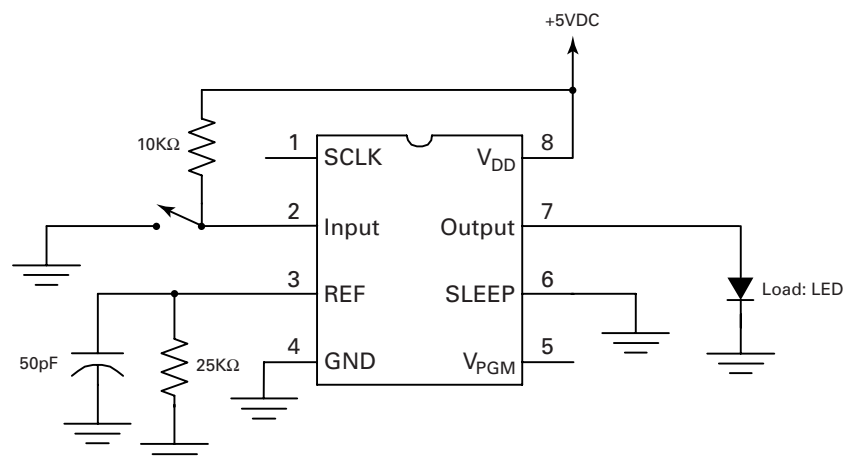 +5VDC
10KΩ
1
SCLK
V_DD
8
2
Input
Output
7
3
REF
SLEEP
6
Load: LED
50pF
25KΩ
4
GND
V_PGM
5